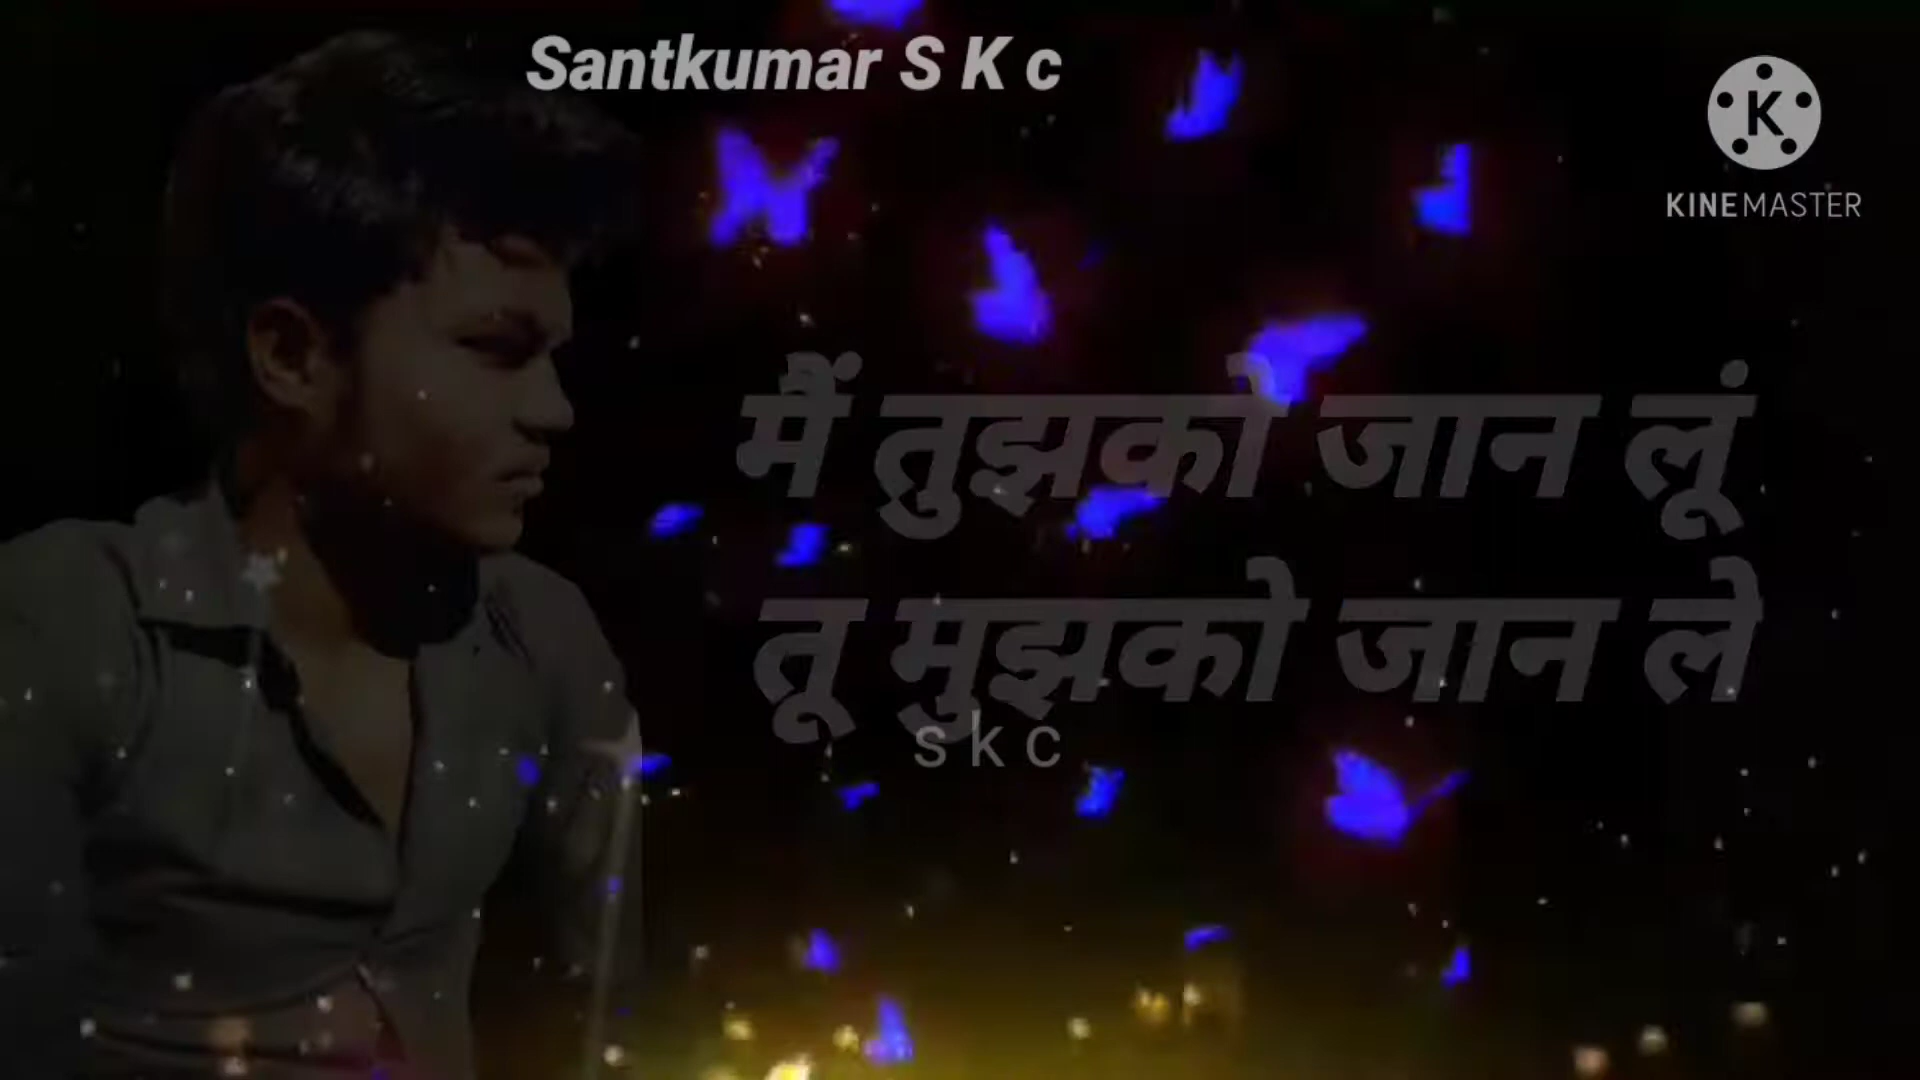 Santkumar S K c
KINEMASTER
मैं तुझको जान लूं
तू मुझको जान ले
s k c